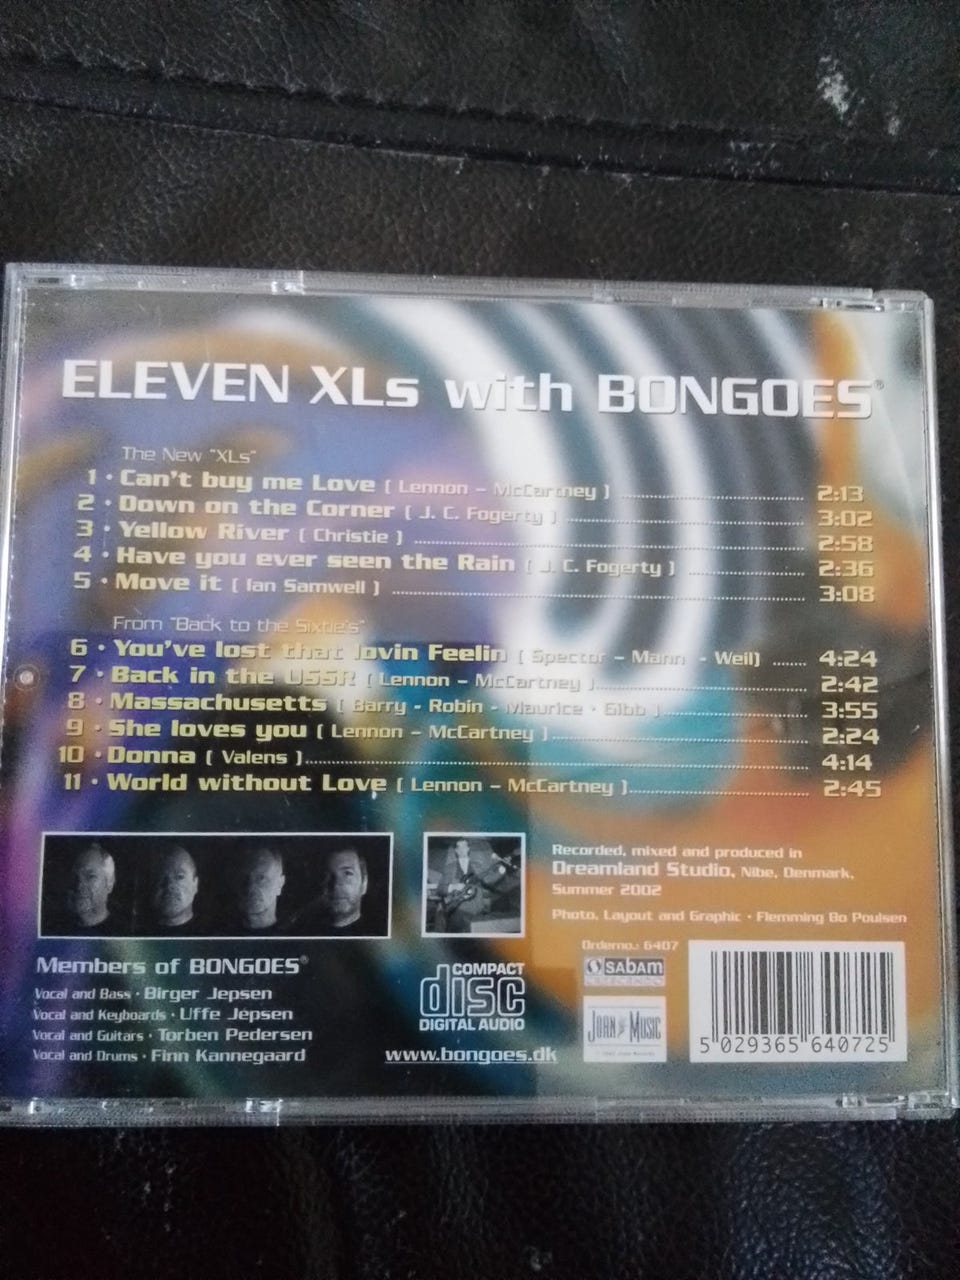 ELEVEN XLs with BONGOES®
The New "XLs"
1 · Can't buy me Love ( Lennon - McCartney ) 2:13
2 · Down on the Corner ( J. C. Fogerty ) 3:02
3 · Yellow River ( Christie ) 2:58
4 · Have you ever seen the Rain ( J. C. Fogerty ) 2:36
5 · Move it ( Ian Samwell ) 3:08
From "Back to the Sixtie's"
6 · You've lost that lovin Feelin ( Spector - Mann - Weil) 4:24
7 · Back in the USSR ( Lennon - McCartney ) 2:42
8 · Massachusetts ( Barry - Robin - Maurice - Gibb ) 3:55
9 · She loves you ( Lennon - McCartney ) 2:24
10 · Donna ( Valens ) 4:14
11 · World without Love ( Lennon - McCartney ) 2:45
Recorded, mixed and produced in
Dreamland Studio, Nibe, Denmark,
Summer 2002
Photo, Layout and Graphic · Flemming Bo Poulsen
Members of BONGOES®
Vocal and Bass · Birger Jepsen
Vocal and Keyboards · Uffe Jepsen
Vocal and Guitars · Torben Pedersen
Vocal and Drums · Finn Kannegaard
COMPACT
disc
DIGITAL AUDIO
www.bongoes.dk
Orderno.: 6407
sabam
JOAN MUSIC
5 029365 640725